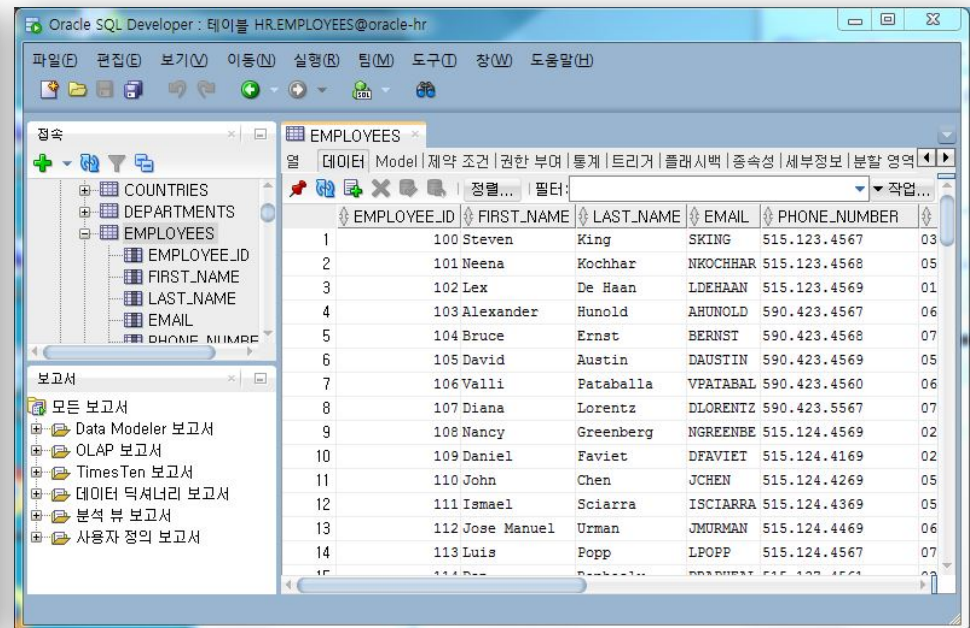 Oracle SQL Developer : 테이블 HR.EMPLOYEES@oracle-hr
파일(F) 편집(E) 보기(V) 이동(N) 실행(R) 팀(M) 도구(T) 창(W) 도움말(H)
접속
COUNTRIES
DEPARTMENTS
EMPLOYEES
EMPLOYEE_ID
FIRST_NAME
LAST_NAME
EMAIL
PHONE_NUMBE
보고서
모든 보고서
Data Modeler 보고서
OLAP 보고서
TimesTen 보고서
데이터 딕셔너리 보고서
분석 뷰 보고서
사용자 정의 보고서
EMPLOYEES
열 데이터 Model 제약 조건 권한 부여 통계 트리거 플래시백 종속성 세부정보 분할 영역
정렬... 필터: 작업...
EMPLOYEE_ID FIRST_NAME LAST_NAME EMAIL PHONE_NUMBER
1 100 Steven King SKING 515.123.4567 03
2 101 Neena Kochhar NKOCHHAR 515.123.4568 05
3 102 Lex De Haan LDEHAAN 515.123.4569 01
4 103 Alexander Hunold AHUNOLD 590.423.4567 06
5 104 Bruce Ernst BERNST 590.423.4568 07
6 105 David Austin DAUSTIN 590.423.4569 05
7 106 Valli Pataballa VPATABAL 590.423.4560 06
8 107 Diana Lorentz DLORENTZ 590.423.5567 07
9 108 Nancy Greenberg NGREENBE 515.124.4569 02
10 109 Daniel Faviet DFAVIET 515.124.4169 02
11 110 John Chen JCHEN 515.124.4269 05
12 111 Ismael Sciarra ISCIARRA 515.124.4369 05
13 112 Jose Manuel Urman JMURMAN 515.124.4469 06
14 113 Luis Popp LPOPP 515.124.4567 07